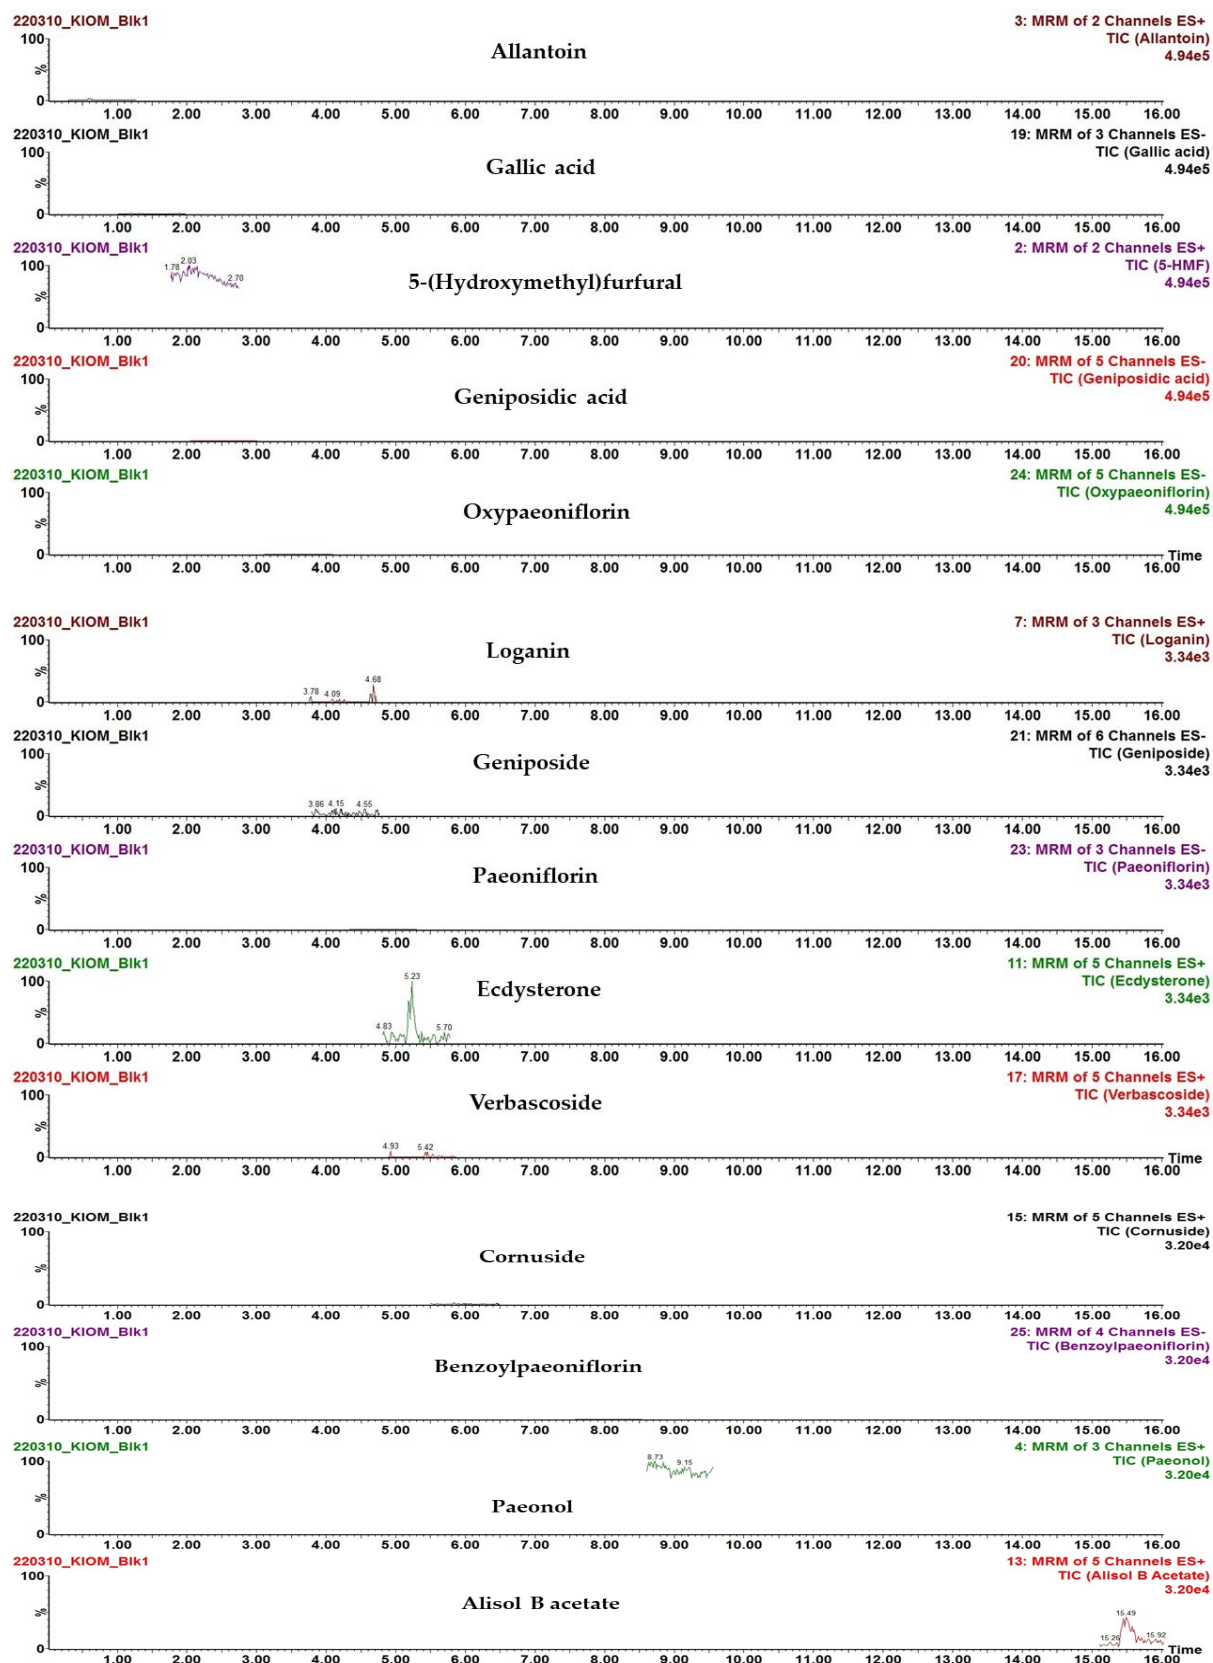 220310_KIOM_Blk1 3: MRM of 2 Channels ES+
100 Allantoin TIC (Allantoin)
% 4.94e5
0
1.00 2.00 3.00 4.00 5.00 6.00 7.00 8.00 9.00 10.00 11.00 12.00 13.00 14.00 15.00 16.00
220310_KIOM_Blk1 19: MRM of 3 Channels ES-
100 Gallic acid TIC (Gallic acid)
% 4.94e5
0
1.00 2.00 3.00 4.00 5.00 6.00 7.00 8.00 9.00 10.00 11.00 12.00 13.00 14.00 15.00 16.00
220310_KIOM_Blk1 2: MRM of 2 Channels ES+
100 1.78 2.03 2.70 5-(Hydroxymethyl)furfural TIC (5-HMF)
% 4.94e5
0
1.00 2.00 3.00 4.00 5.00 6.00 7.00 8.00 9.00 10.00 11.00 12.00 13.00 14.00 15.00 16.00
220310_KIOM_Blk1 20: MRM of 5 Channels ES-
100 Geniposidic acid TIC (Geniposidic acid)
% 4.94e5
0
1.00 2.00 3.00 4.00 5.00 6.00 7.00 8.00 9.00 10.00 11.00 12.00 13.00 14.00 15.00 16.00
220310_KIOM_Blk1 24: MRM of 5 Channels ES-
100 Oxypaeoniflorin TIC (Oxypaeoniflorin)
% 4.94e5
0 Time
1.00 2.00 3.00 4.00 5.00 6.00 7.00 8.00 9.00 10.00 11.00 12.00 13.00 14.00 15.00 16.00
220310_KIOM_Blk1 7: MRM of 3 Channels ES+
100 Loganin TIC (Loganin)
% 3.34e3
3.78 4.09 4.68
0
1.00 2.00 3.00 4.00 5.00 6.00 7.00 8.00 9.00 10.00 11.00 12.00 13.00 14.00 15.00 16.00
220310_KIOM_Blk1 21: MRM of 6 Channels ES-
100 Geniposide TIC (Geniposide)
% 3.34e3
3.86 4.15 4.55
0
1.00 2.00 3.00 4.00 5.00 6.00 7.00 8.00 9.00 10.00 11.00 12.00 13.00 14.00 15.00 16.00
220310_KIOM_Blk1 23: MRM of 3 Channels ES-
100 Paeoniflorin TIC (Paeoniflorin)
% 3.34e3
0
1.00 2.00 3.00 4.00 5.00 6.00 7.00 8.00 9.00 10.00 11.00 12.00 13.00 14.00 15.00 16.00
220310_KIOM_Blk1 11: MRM of 5 Channels ES+
100 5.23 Ecdysterone TIC (Ecdysterone)
% 3.34e3
4.83 5.70
0
1.00 2.00 3.00 4.00 5.00 6.00 7.00 8.00 9.00 10.00 11.00 12.00 13.00 14.00 15.00 16.00
220310_KIOM_Blk1 17: MRM of 5 Channels ES+
100 Verbascoside TIC (Verbascoside)
% 3.34e3
4.93 5.42
0 Time
1.00 2.00 3.00 4.00 5.00 6.00 7.00 8.00 9.00 10.00 11.00 12.00 13.00 14.00 15.00 16.00
220310_KIOM_Blk1 15: MRM of 5 Channels ES+
100 Cornuside TIC (Cornuside)
% 3.20e4
0
1.00 2.00 3.00 4.00 5.00 6.00 7.00 8.00 9.00 10.00 11.00 12.00 13.00 14.00 15.00 16.00
220310_KIOM_Blk1 25: MRM of 4 Channels ES-
100 Benzoylpaeoniflorin TIC (Benzoylpaeoniflorin)
% 3.20e4
0
1.00 2.00 3.00 4.00 5.00 6.00 7.00 8.00 9.00 10.00 11.00 12.00 13.00 14.00 15.00 16.00
220310_KIOM_Blk1 4: MRM of 3 Channels ES+
100 8.73 9.15 TIC (Paeonol)
% Paeonol 3.20e4
0
1.00 2.00 3.00 4.00 5.00 6.00 7.00 8.00 9.00 10.00 11.00 12.00 13.00 14.00 15.00 16.00
220310_KIOM_Blk1 13: MRM of 5 Channels ES+
100 Alisol B acetate TIC (Alisol B Acetate)
% 3.20e4
15.26 15.49 15.92
0 Time
1.00 2.00 3.00 4.00 5.00 6.00 7.00 8.00 9.00 10.00 11.00 12.00 13.00 14.00 15.00 16.00